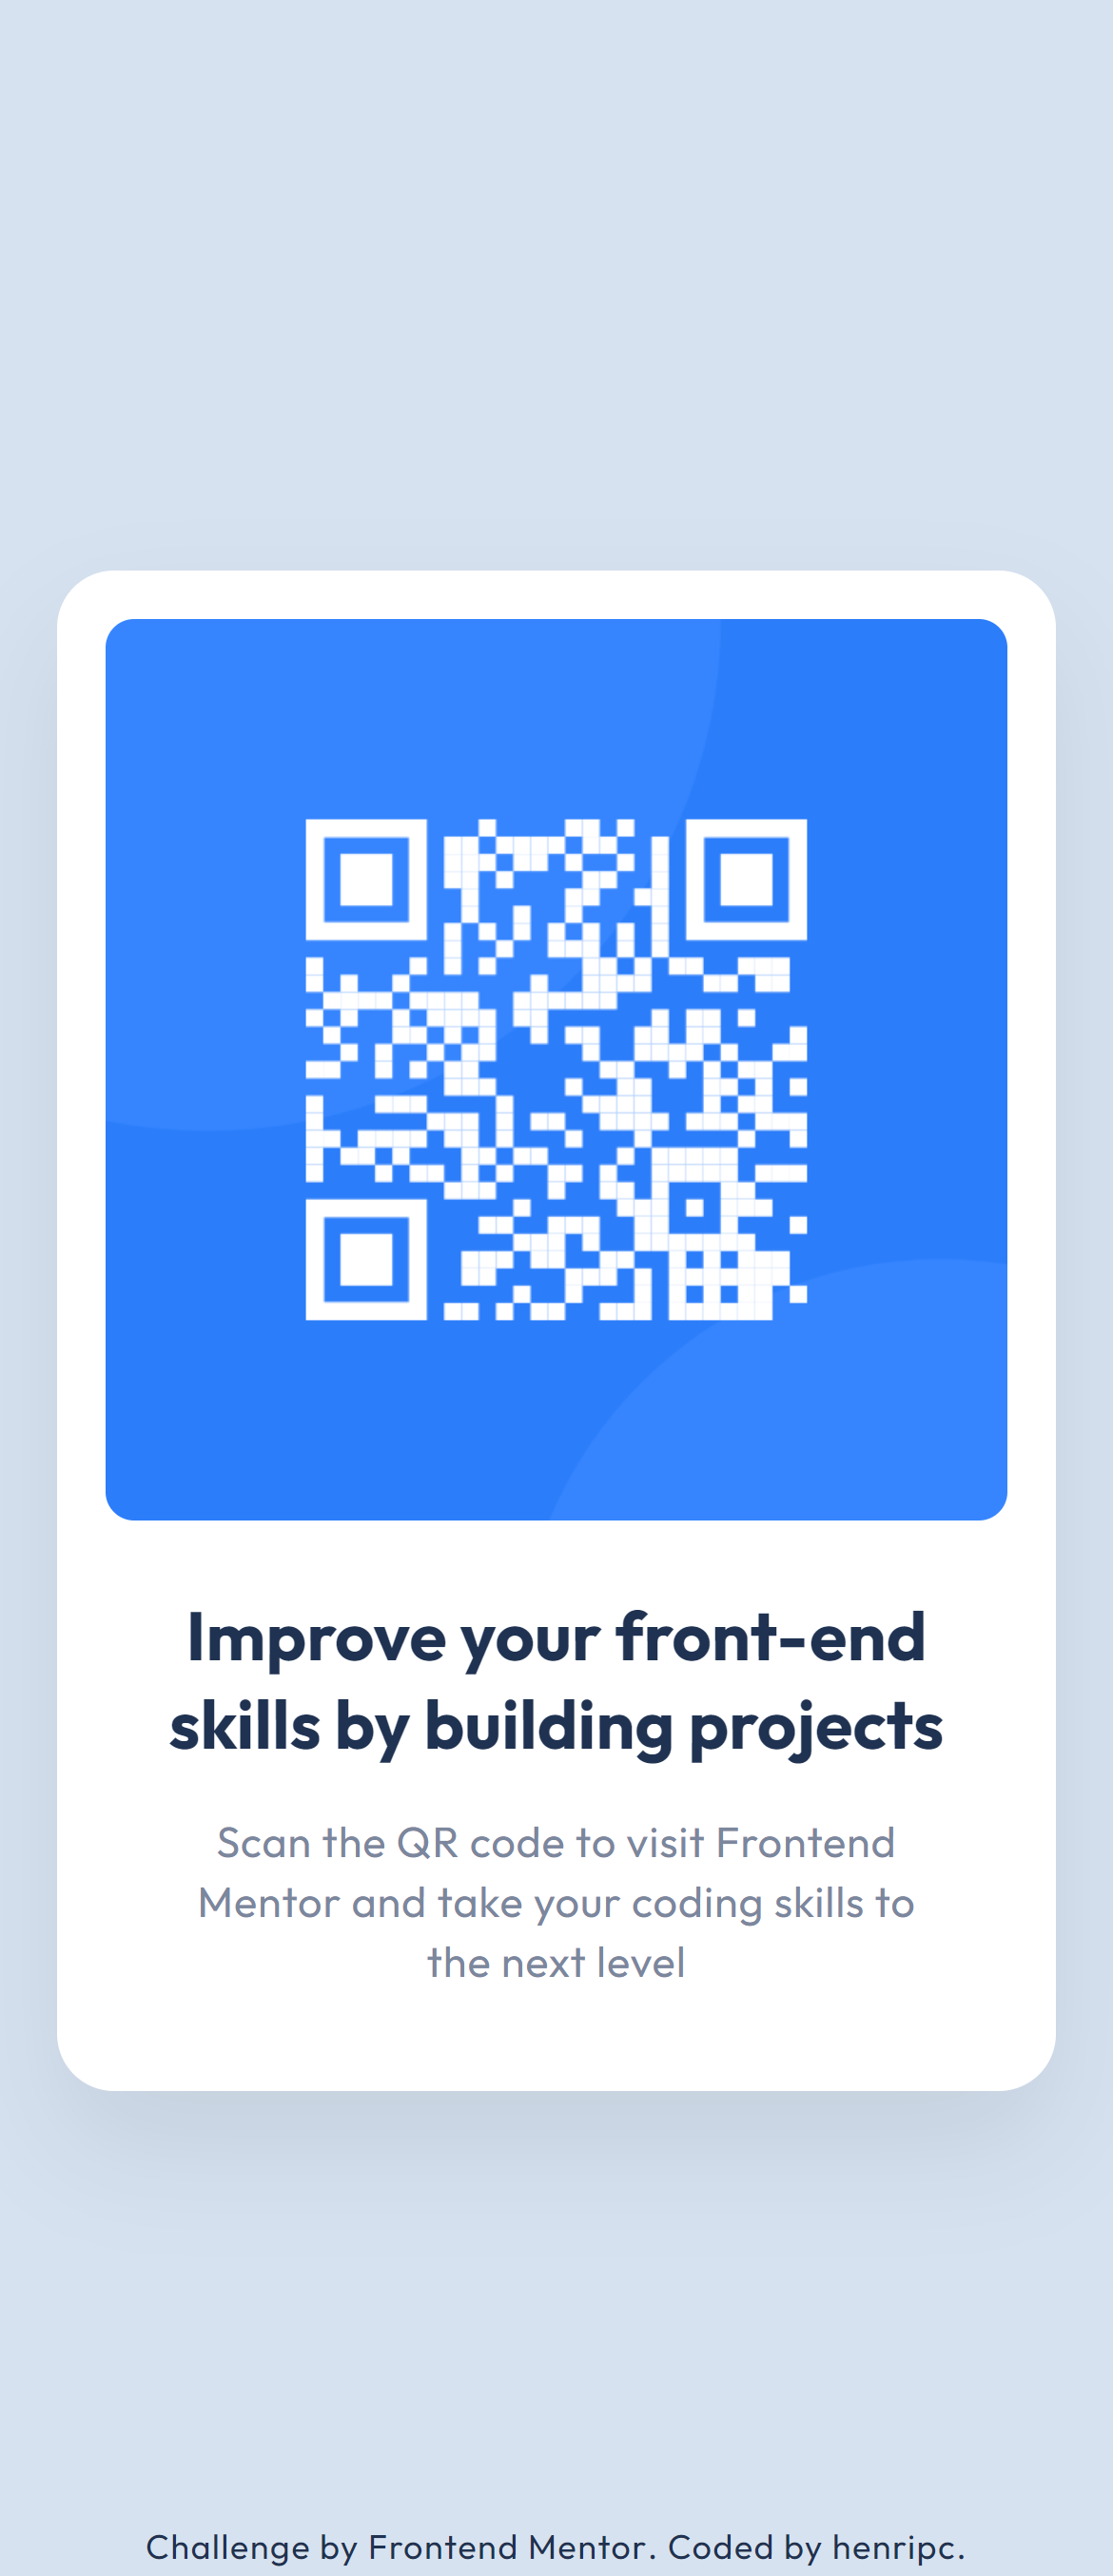 Improve your front-end
skills by building projects
Scan the QR code to visit Frontend
Mentor and take your coding skills to
the next level
Challenge by Frontend Mentor. Coded by henripc.